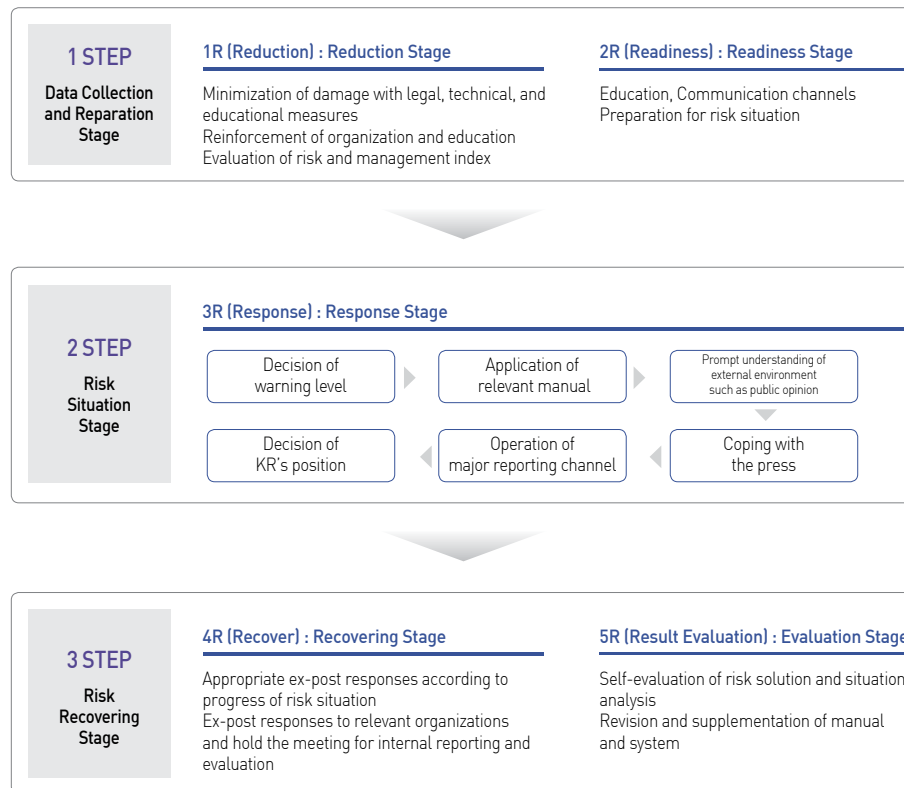 1 STEP
Data Collection
and Reparation
Stage
1R (Reduction) : Reduction Stage
Minimization of damage with legal, technical, and
educational measures
Reinforcement of organization and education
Evaluation of risk and management index
2R (Readiness) : Readiness Stage
Education, Communication channels
Preparation for risk situation
2 STEP
Risk
Situation
Stage
3R (Response) : Response Stage
Decision of
warning level
Application of
relevant manual
Prompt understanding of
external environment
such as public opinion
Coping with
the press
Operation of
major reporting channel
Decision of
KR's position
3 STEP
Risk
Recovering
Stage
4R (Recover) : Recovering Stage
Appropriate ex-post responses according to
progress of risk situation
Ex-post responses to relevant organizations
and hold the meeting for internal reporting and
evaluation
5R (Result Evaluation) : Evaluation Stage
Self-evaluation of risk solution and situation
analysis
Revision and supplementation of manual
and system